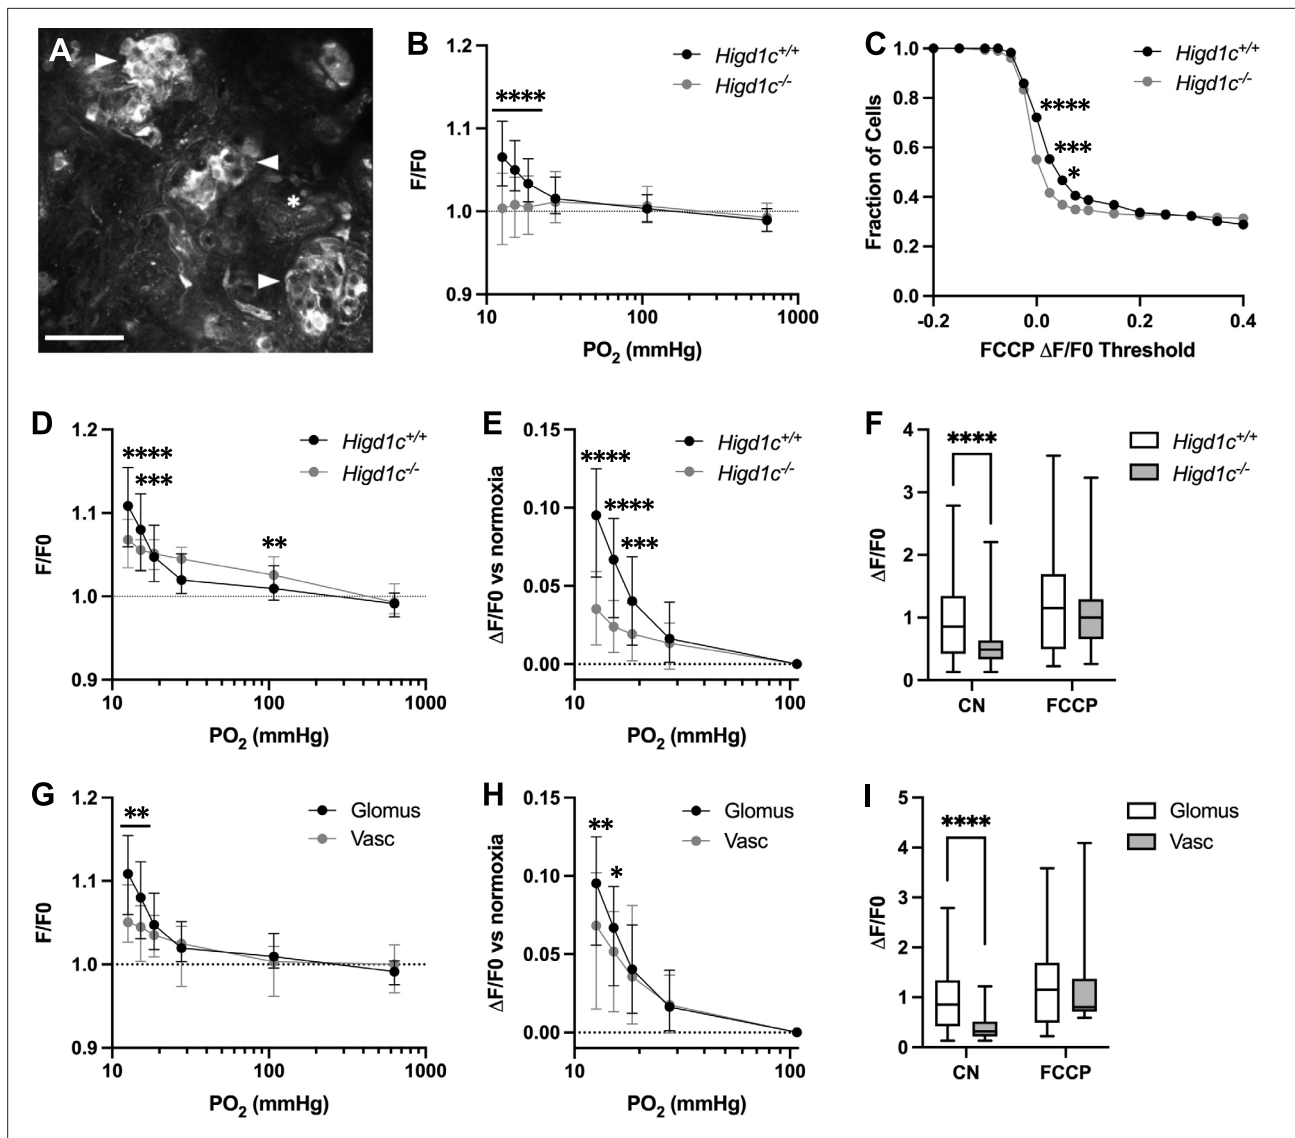 A
*
B
1.2
1.1
1.0
0.9
F/F0
10
100
1000
PO2 (mmHg)
Higd1c+/+
Higd1c-/-
****
C
1.0
0.8
0.6
0.4
0.2
0.0
Fraction of Cells
-0.2
0.0
0.2
0.4
FCCP ΔF/F0 Threshold
Higd1c+/+
Higd1c-/-
****
***
*
D
1.2
1.1
1.0
0.9
F/F0
10
100
1000
PO2 (mmHg)
Higd1c+/+
Higd1c-/-
****
***
**
E
0.15
0.10
0.05
0.00
ΔF/F0 vs normoxia
10
100
PO2 (mmHg)
Higd1c+/+
Higd1c-/-
****
****
***
F
4
3
2
1
0
ΔF/F0
CN
FCCP
Higd1c+/+
Higd1c-/-
****
G
1.2
1.1
1.0
0.9
F/F0
10
100
1000
PO2 (mmHg)
Glomus
Vasc
**
H
0.15
0.10
0.05
0.00
ΔF/F0 vs normoxia
10
100
PO2 (mmHg)
Glomus
Vasc
**
*
I
5
4
3
2
1
0
ΔF/F0
CN
FCCP
Glomus
Vasc
****